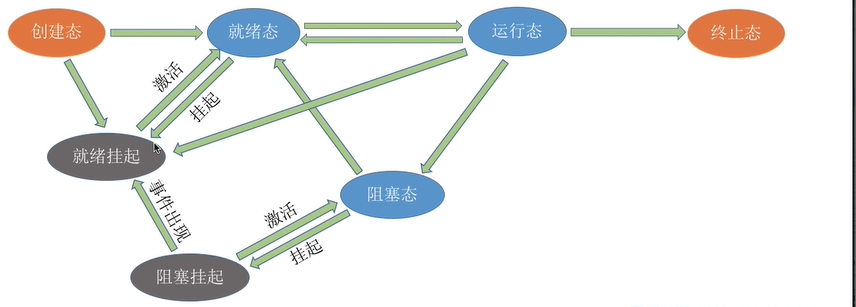 创建态
就绪态
运行态
终止态
激活
挂起
就绪挂起
事件出现
阻塞态
激活
挂起
阻塞挂起